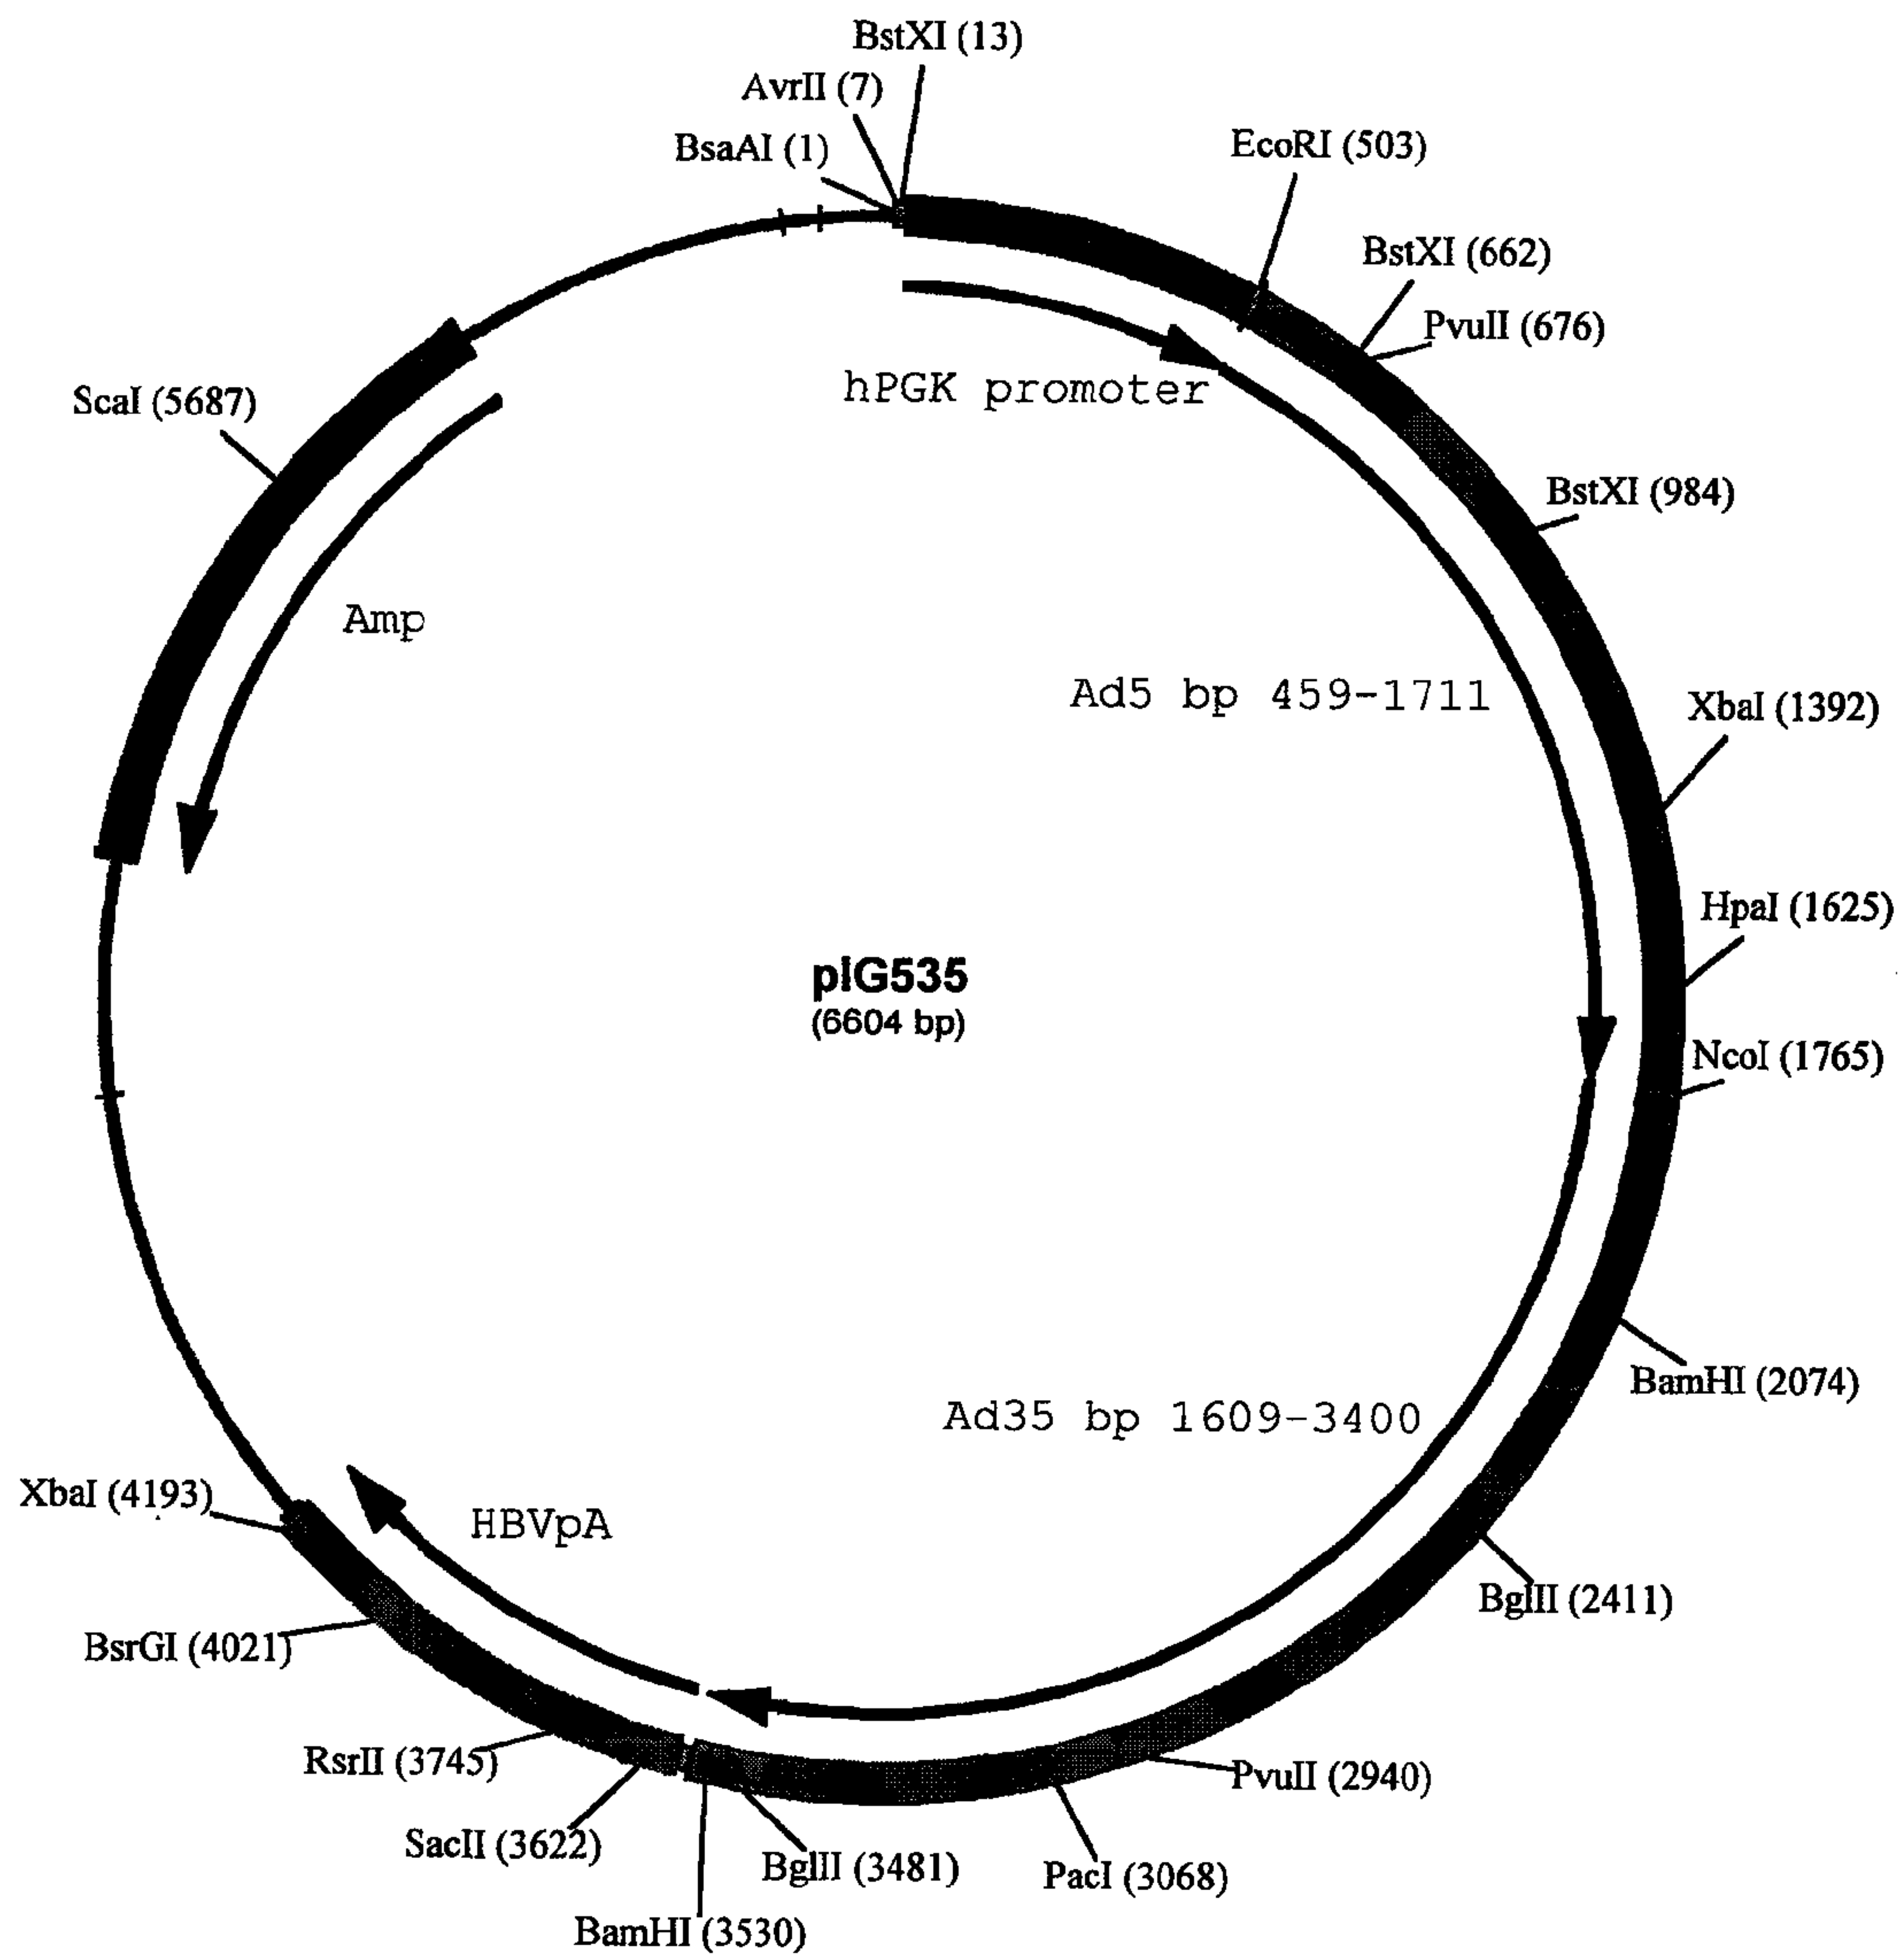 BstXI (13)
AvrII (7)
BsaAI (1)
EcoRI (503)
BstXI (662)
PvuII (676)
hPGK promoter
ScaI (5687)
BstXI (984)
Amp
Ad5 bp 459-1711
XbaI (1392)
HpaI (1625)
pIG535
(6604 bp)
NcoI (1765)
BamHI (2074)
Ad35 bp 1609-3400
XbaI (4193)
HBVpA
BglII (2411)
BsrGI (4021)
RsrII (3745)
PvuII (2940)
SacII (3622)
BglII (3481)
PacI (3068)
BamHI (3530)